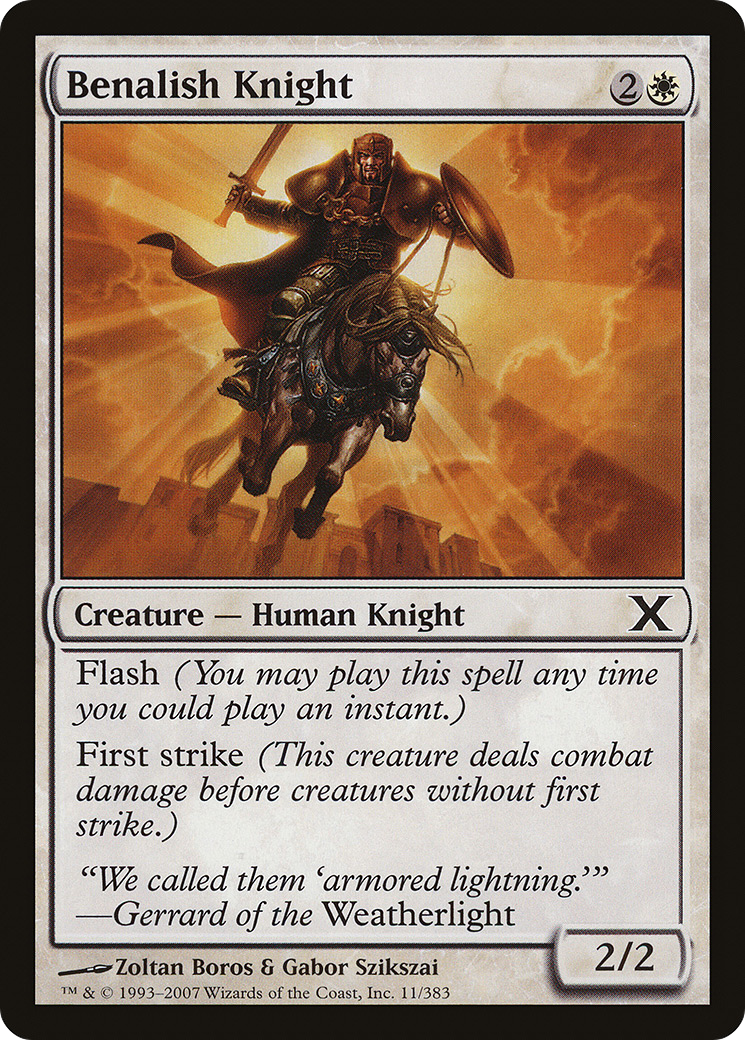 Benalish Knight 2
Creature — Human Knight X
Flash (You may play this spell any time
you could play an instant.)
First strike (This creature deals combat
damage before creatures without first
strike.)
“We called them ‘armored lightning.’”
—Gerrard of the Weatherlight
2/2
Zoltan Boros & Gabor Szikszai
™ & © 1993–2007 Wizards of the Coast, Inc. 11/383